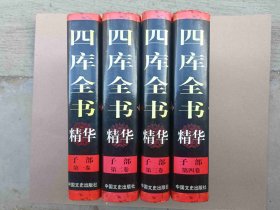 四库全书
精华
子部
第一卷
中国文史出版社
四库全书
精华
子部
第二卷
中国文史出版社
四库全书
精华
子部
第三卷
中国文史出版社
四库全书
精华
子部
第四卷
中国文史出版社